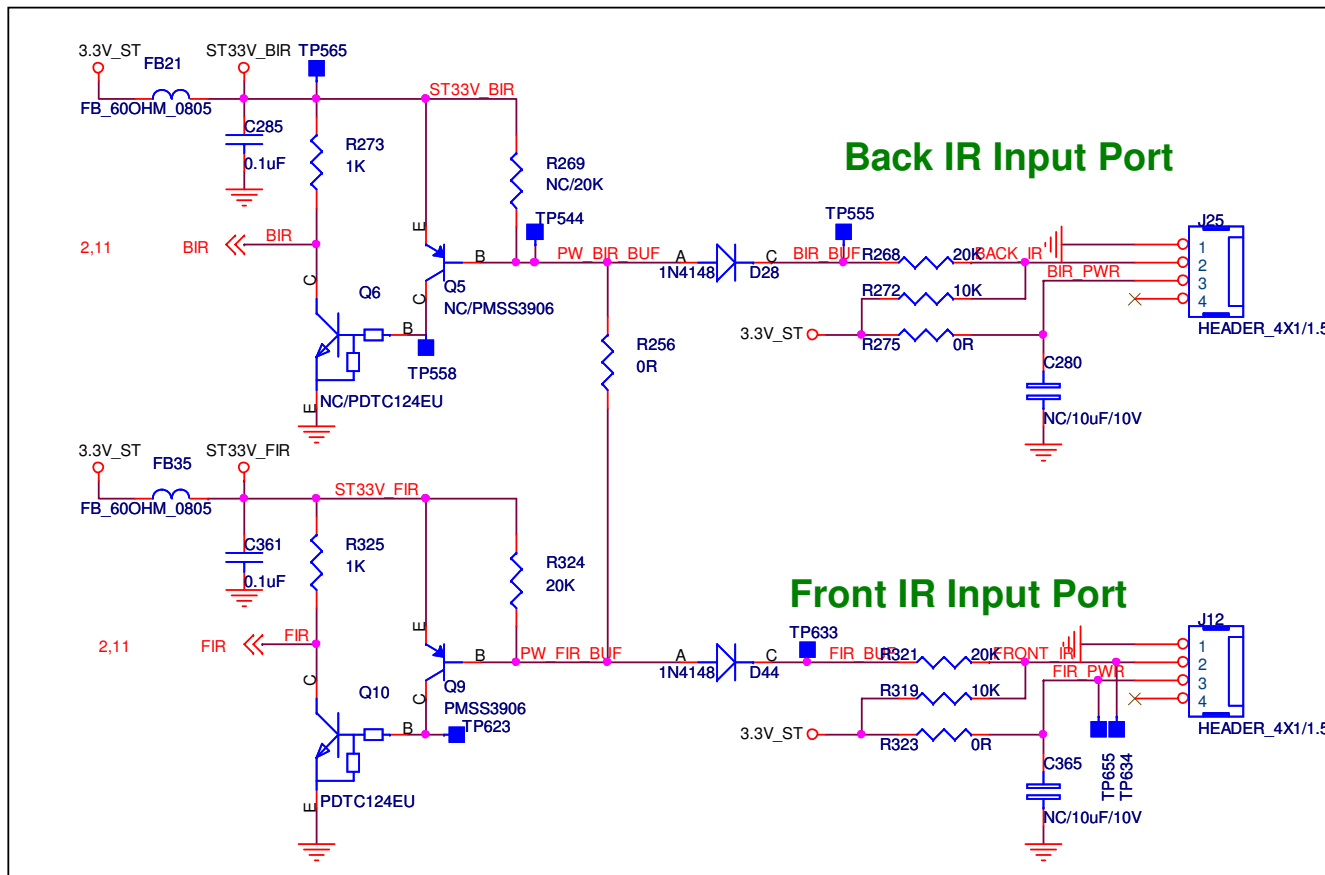 3.3V_ST
ST33V_BIR
TP565
FB21
FB_60OHM_0805
ST33V_BIR
C285
0.1uF
R273
1K
R269
NC/20K
Back IR Input Port
TP544
TP555
J25
2,11
BIR
BIR
E
B
PW_BIR_BUF
A
C
1N4148
D28
BIR_BUF
R268
20K
BACK_IR
1
2
3
4
BIR_PWR
R272
10K
C
Q6
C
Q5
NC/PMSS3906
B
3.3V_ST
R275
0R
HEADER_4X1/1.5
R256
0R
TP558
C280
NC/10uF/10V
NC/PDTC124EU
E
3.3V_ST
ST33V_FIR
FB35
FB_60OHM_0805
ST33V_FIR
C361
0.1uF
R325
1K
R324
20K
Front IR Input Port
TP633
J12
2,11
FIR
FIR
E
B
PW_FIR_BUF
A
C
1N4148
D44
FIR_BUF
R321
20K
FRONT_IR
1
2
3
4
FIR_PWR
R319
10K
C
Q10
C
Q9
PMSS3906
B
TP623
3.3V_ST
R323
0R
HEADER_4X1/1.5
C365
NC/10uF/10V
TP655
TP634
PDTC124EU
E